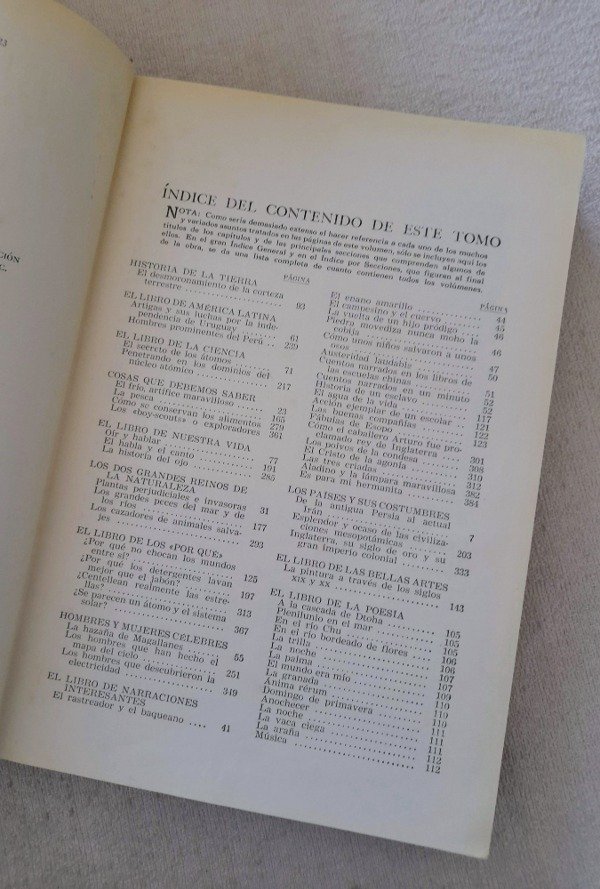 23
CIÓN
C.
ÍNDICE DEL CONTENIDO DE ESTE TOMO
NOTA: Como sería demasiado extenso el hacer referencia a cada uno de los muchos
y variados asuntos tratados en las páginas de este volumen, sólo se incluyen aquí los
títulos de los capítulos y de las principales secciones que comprenden algunos de
ellos. En el gran Índice General y en el Índice por Secciones, que figuran al final
de la obra, se da una lista completa de cuanto contienen todos los volúmenes.
PÁGINA
HISTORIA DE LA TIERRA
El desmoronamiento de la corteza
terrestre .. 93
EL LIBRO DE AMÉRICA LATINA
Artigas y sus luchas por la inde-
pendencia de Uruguay .. 61
Hombres prominentes del Perú .. 239
EL LIBRO DE LA CIENCIA
El secreto de los átomos .. 71
Penetrando en los dominios del
núcleo atómico .. 217
COSAS QUE DEBEMOS SABER
El frío, artífice maravilloso .. 23
La pesca .. 165
Cómo se conservan los alimentos 279
Los «boy-scouts» o exploradores 361
EL LIBRO DE NUESTRA VIDA
Oír y hablar .. 77
El habla y el canto .. 191
La historia del ojo .. 285
LOS DOS GRANDES REINOS DE
LA NATURALEZA
Plantas perjudiciales e invasoras 31
Los grandes peces del mar y de
los ríos .. 177
Los cazadores de animales salva-
jes .. 293
EL LIBRO DE LOS «POR QUÉ»
¿Por qué no chocan los mundos
entre sí? .. 125
¿Por qué los detergentes lavan
mejor que el jabón? .. 197
¿Centellean realmente las estre-
llas? .. 313
¿Se parecen un átomo y el sistema
solar? .. 367
HOMBRES Y MUJERES CÉLEBRES
La hazaña de Magallanes .. 55
Los hombres que han hecho el
mapa del cielo .. 251
Los hombres que descubrieron la
electricidad .. 349
EL LIBRO DE NARRACIONES
INTERESANTES
El rastreador y el baqueano .. 41
PÁGINA
El enano amarillo .. 44
El campesino y el cuervo .. 45
La vuelta de un hijo pródigo .. 46
Piedra movediza nunca moho la
cobija .. 46
Cómo unos niños salvaron a unos
osos .. 47
Austeridad laudable .. 50
Cuentos narrados en los libros de
las escuelas chinas .. 51
Cuentos narrados en un minuto 52
Historia de un esclavo .. 52
El agua de la vida .. 117
Acción ejemplar de un escolar .. 121
Las buenas compañías .. 122
Fábulas de Esopo .. 123
Cómo el caballero Arturo fue pro-
clamado rey de Inglaterra .. 301
Los polvos de la condesa .. 308
El Cristo de la agonía .. 310
Las tres criadas .. 312
Aladino y la lámpara maravillosa 382
Es para mi hermanita .. 384
LOS PAÍSES Y SUS COSTUMBRES
De la antigua Persia al actual
Irán .. 7
Esplendor y ocaso de las civiliza-
ciones mesopotámicas .. 203
Inglaterra, su siglo de oro y su
gran imperio colonial .. 333
EL LIBRO DE LAS BELLAS ARTES
La pintura a través de los siglos
XIX y XX .. 143
EL LIBRO DE LA POESÍA
A la cascada de Dtoha .. 105
Plenilunio en el mar .. 105
En el río Chu .. 105
En el río bordeado de flores .. 106
La trilla .. 106
La noche .. 107
La palma .. 107
El mundo era mío .. 107
La granada .. 109
Ánima rérum .. 110
Domingo de primavera .. 110
Anochecer .. 111
La noche .. 111
La vaca ciega .. 111
La araña .. 112
Música .. 112